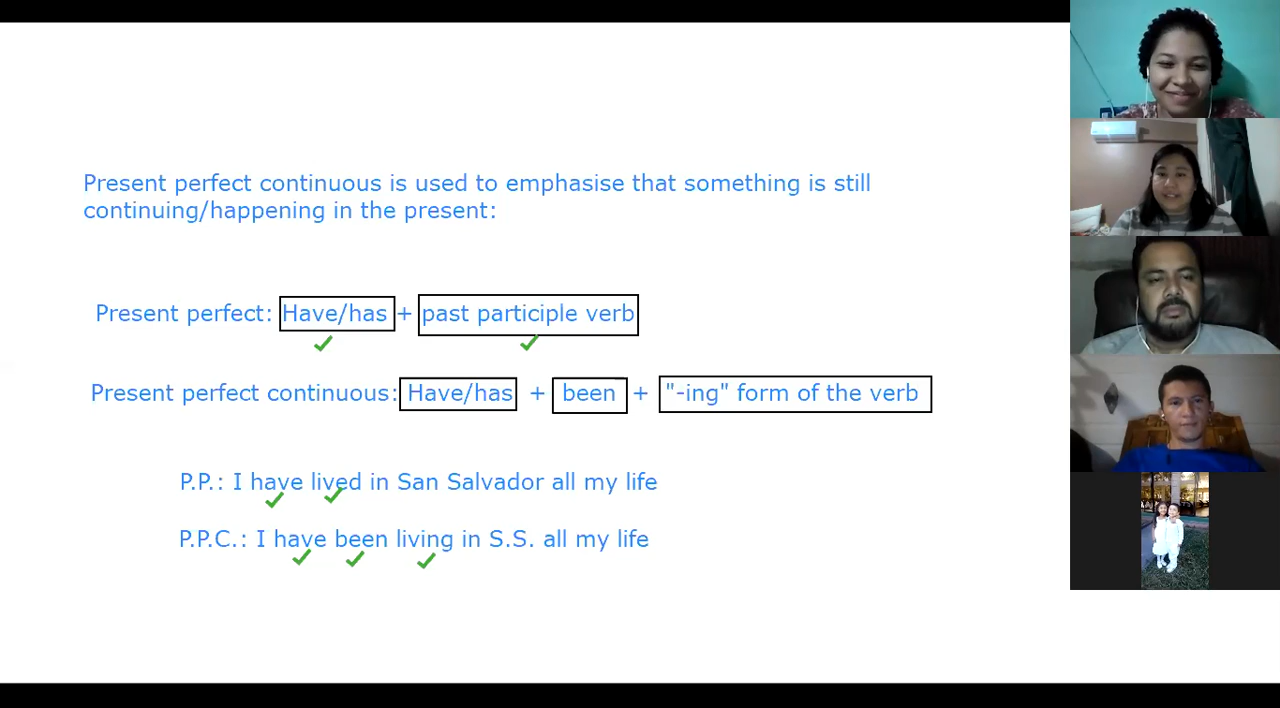 Present perfect continuous is used to emphasise that something is still
continuing/happening in the present:
Present perfect: Have/has + past participle verb
Present perfect continuous: Have/has + been + "-ing" form of the verb
P.P.: I have lived in San Salvador all my life
P.P.C.: I have been living in S.S. all my life